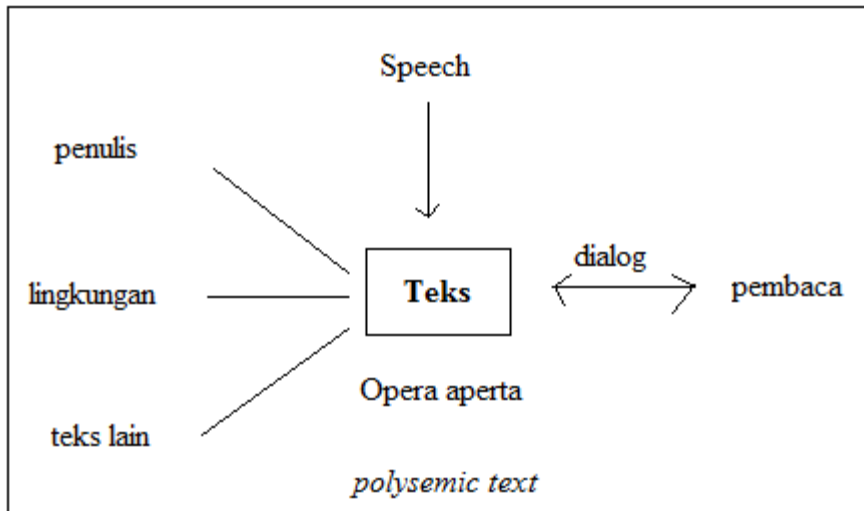 Speech
penulis
dialog
lingkungan
Teks
pembaca
Opera aperta
teks lain
polysemic text